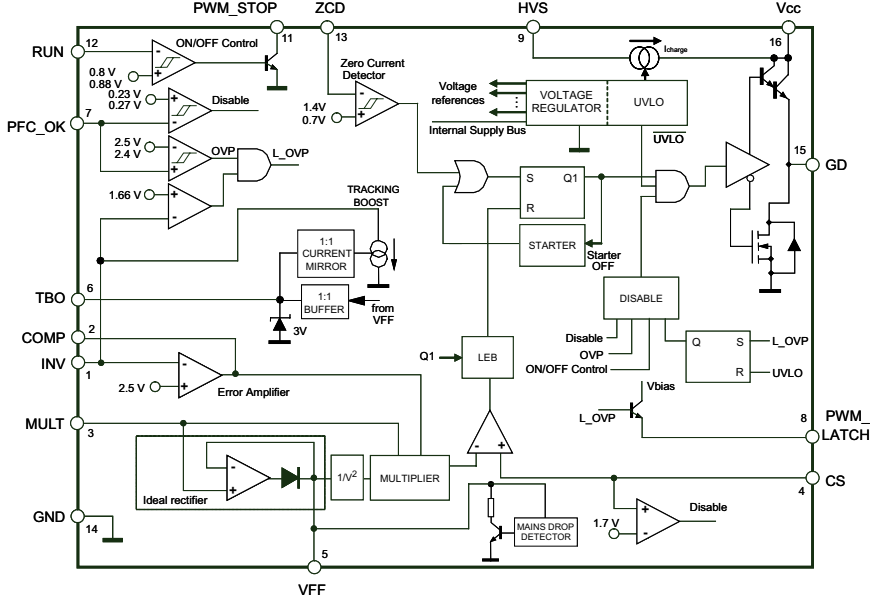 PWM_STOP ZCD HVS Vcc
11 13 9 16
RUN 12
ON/OFF Control
0.8 V
0.88V
0.23 V
0.27 V
Disable
7
PFC_OK
2.5 V
2.4 V
OVP
L_OVP
1.66 V
Zero Current
Detector
1.4V
0.7V
Icharge
Voltage
references
VOLTAGE
REGULATOR
UVLO
Internal Supply Bus
UVLO
15
GD
S Q1
R
STARTER
Starter
OFF
TRACKING
BOOST
1:1
CURRENT
MIRROR
6
TBO
1:1
BUFFER
from
VFF
3V
DISABLE
Disable
OVP
ON/OFF Control
Q S
R
L_OVP
UVLO
2
COMP
INV
1
2.5 V
Error Amplifier
Q1
LEB
Vbias
L_OVP
8
PWM_
LATCH
MULT
3
Ideal rectifier
1/V2
MULTIPLIER
CS
4
GND
14
MAINS DROP
DETECTOR
1.7 V
Disable
5
VFF
- + - + - + + - - + - + - + - + + -